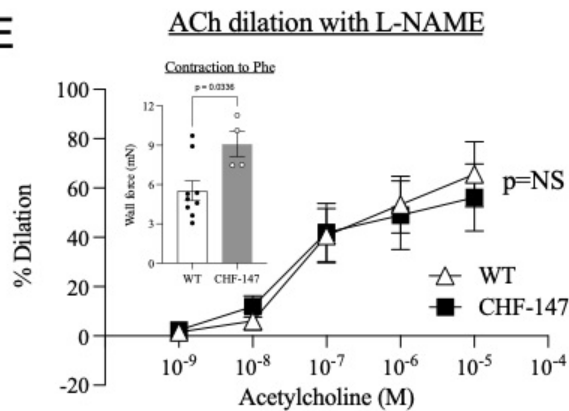 E
ACh dilation with L-NAME
Contraction to Phe
p = 0.0336
12
9
6
3
0
Wall force (mN)
WT CHF-147
100
80
60
40
20
0
-20
% Dilation
p=NS
WT
CHF-147
10-9 10-8 10-7 10-6 10-5 10-4
Acetylcholine (M)